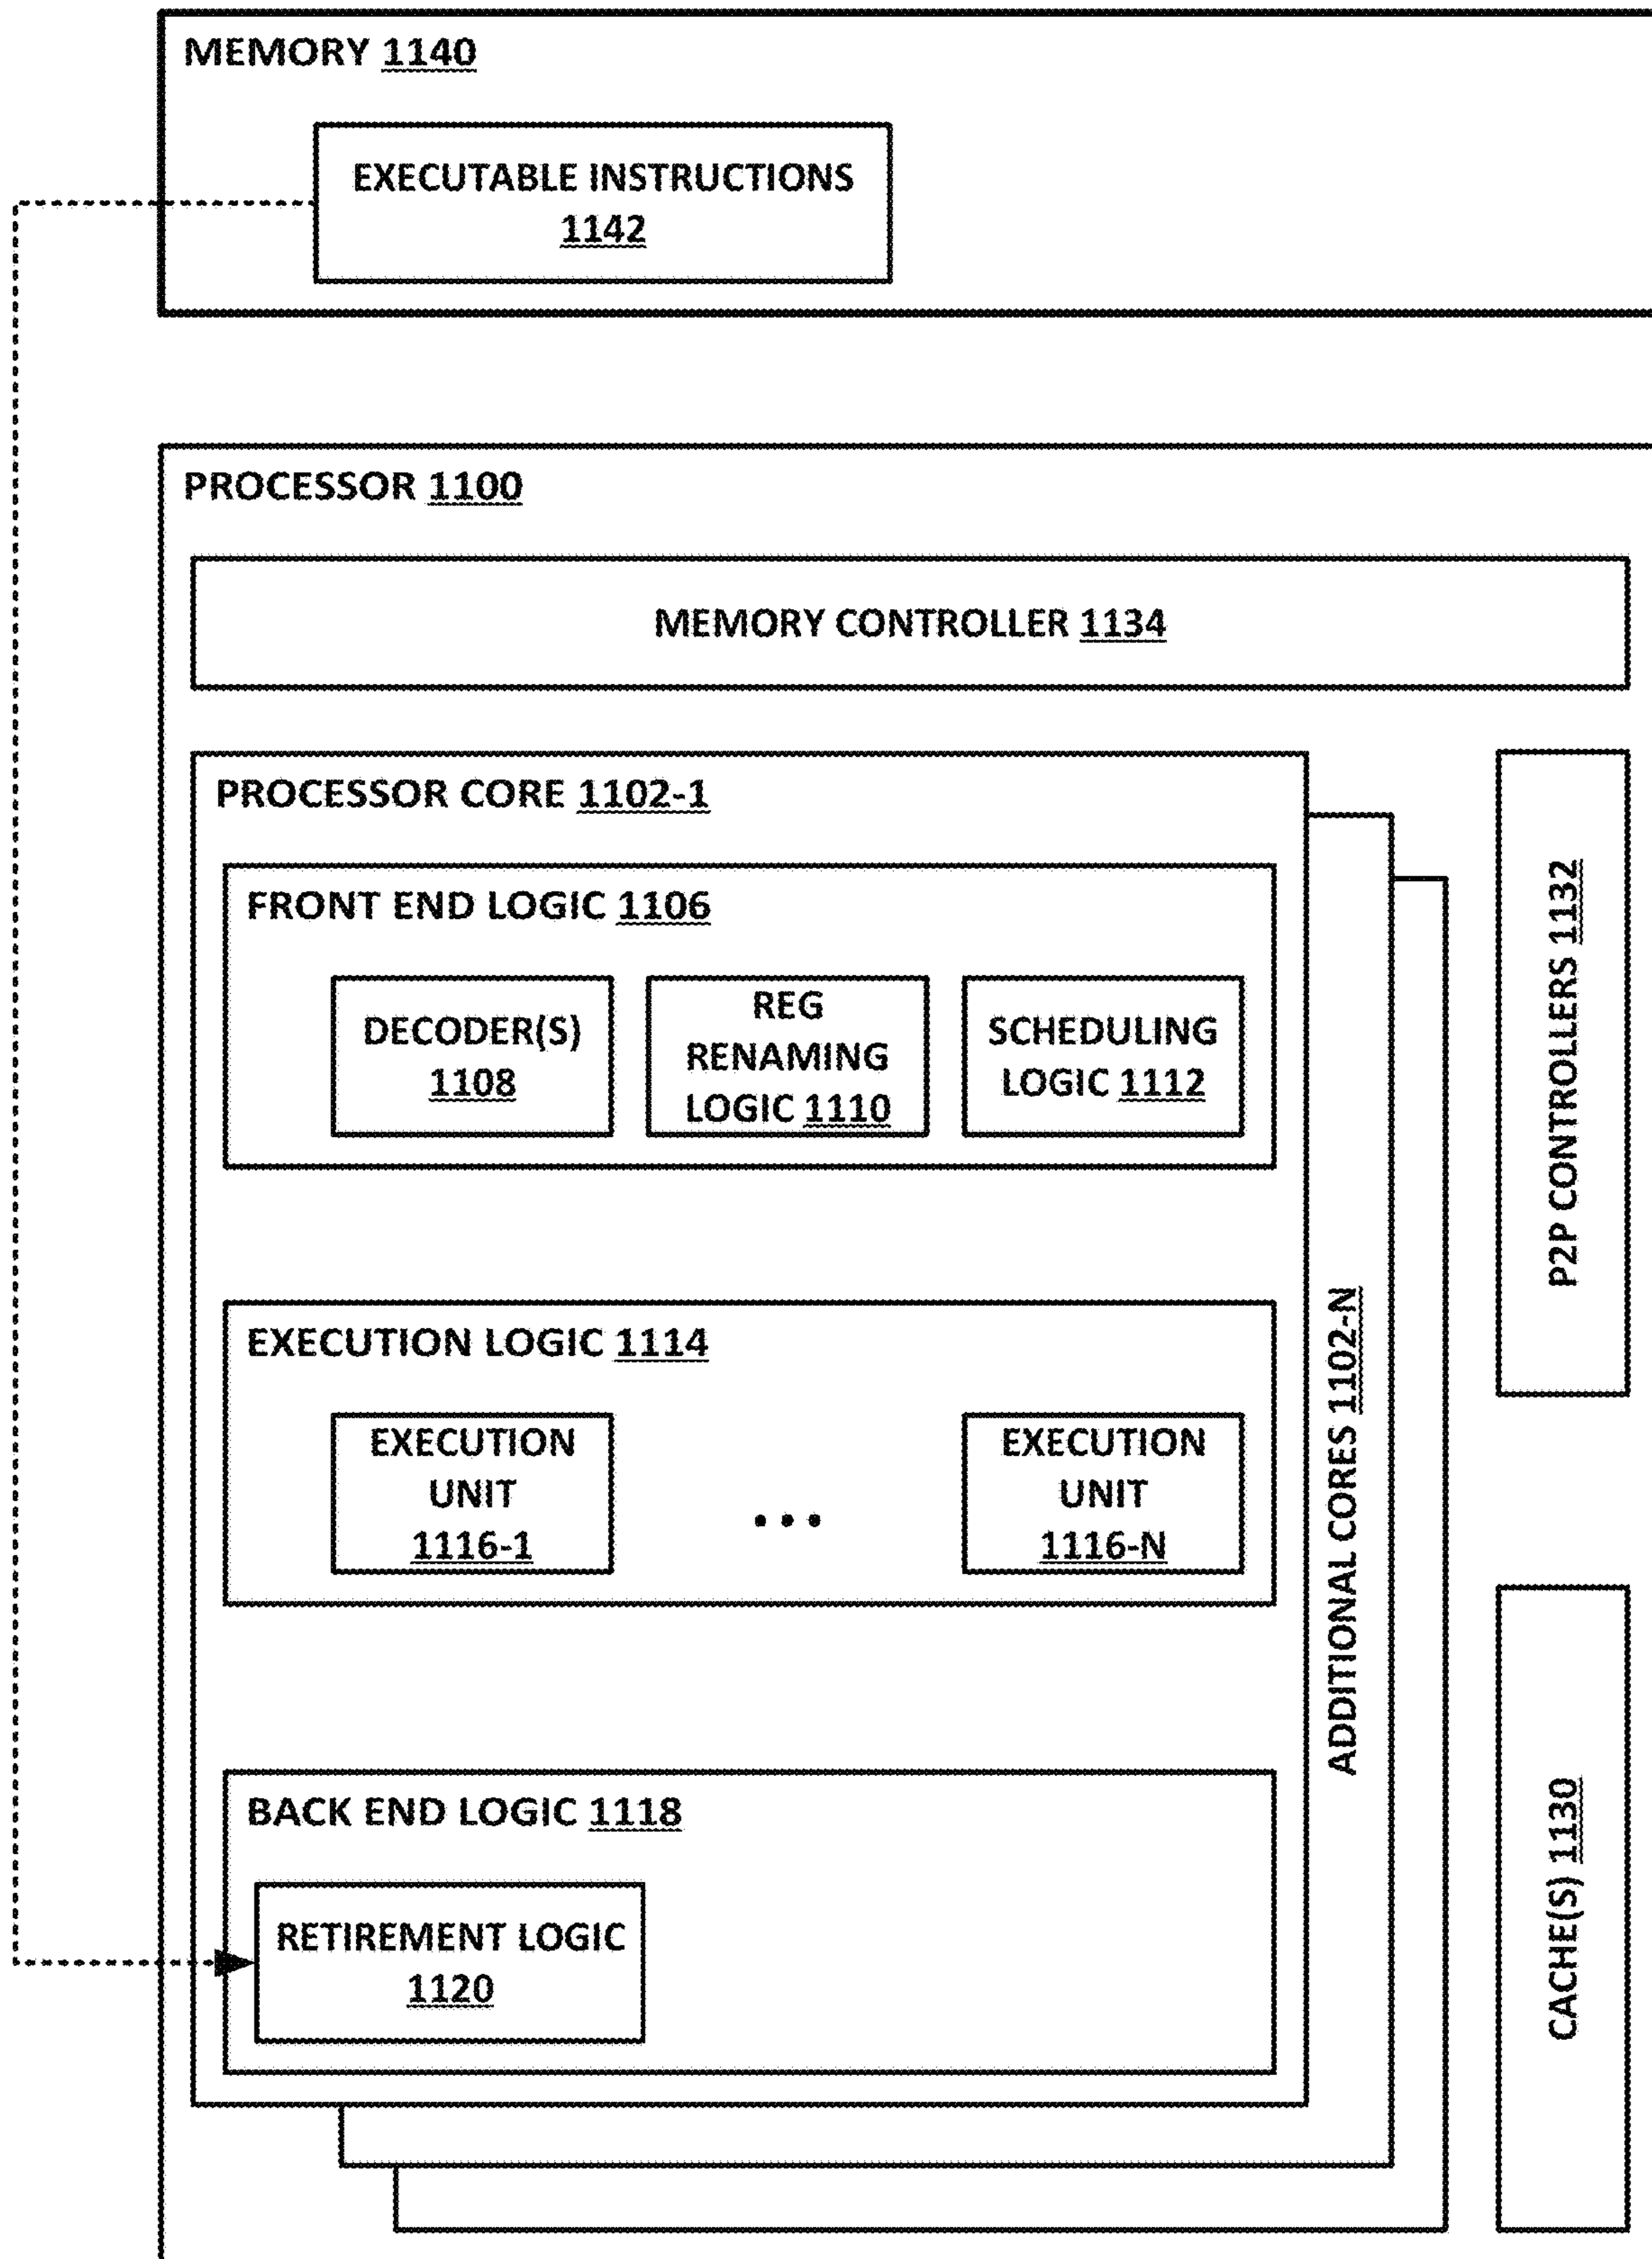 MEMORY 1140
EXECUTABLE INSTRUCTIONS
1142
PROCESSOR 1100
MEMORY CONTROLLER 1134
PROCESSOR CORE 1102-1
FRONT END LOGIC 1106
DECODER(S)
1108
REG
RENAMING
LOGIC 1110
SCHEDULING
LOGIC 1112
EXECUTION LOGIC 1114
EXECUTION
UNIT
1116-1
...
EXECUTION
UNIT
1116-N
BACK END LOGIC 1118
RETIREMENT LOGIC
1120
ADDITIONAL CORES 1102-N
P2P CONTROLLERS 1132
CACHE(S) 1130